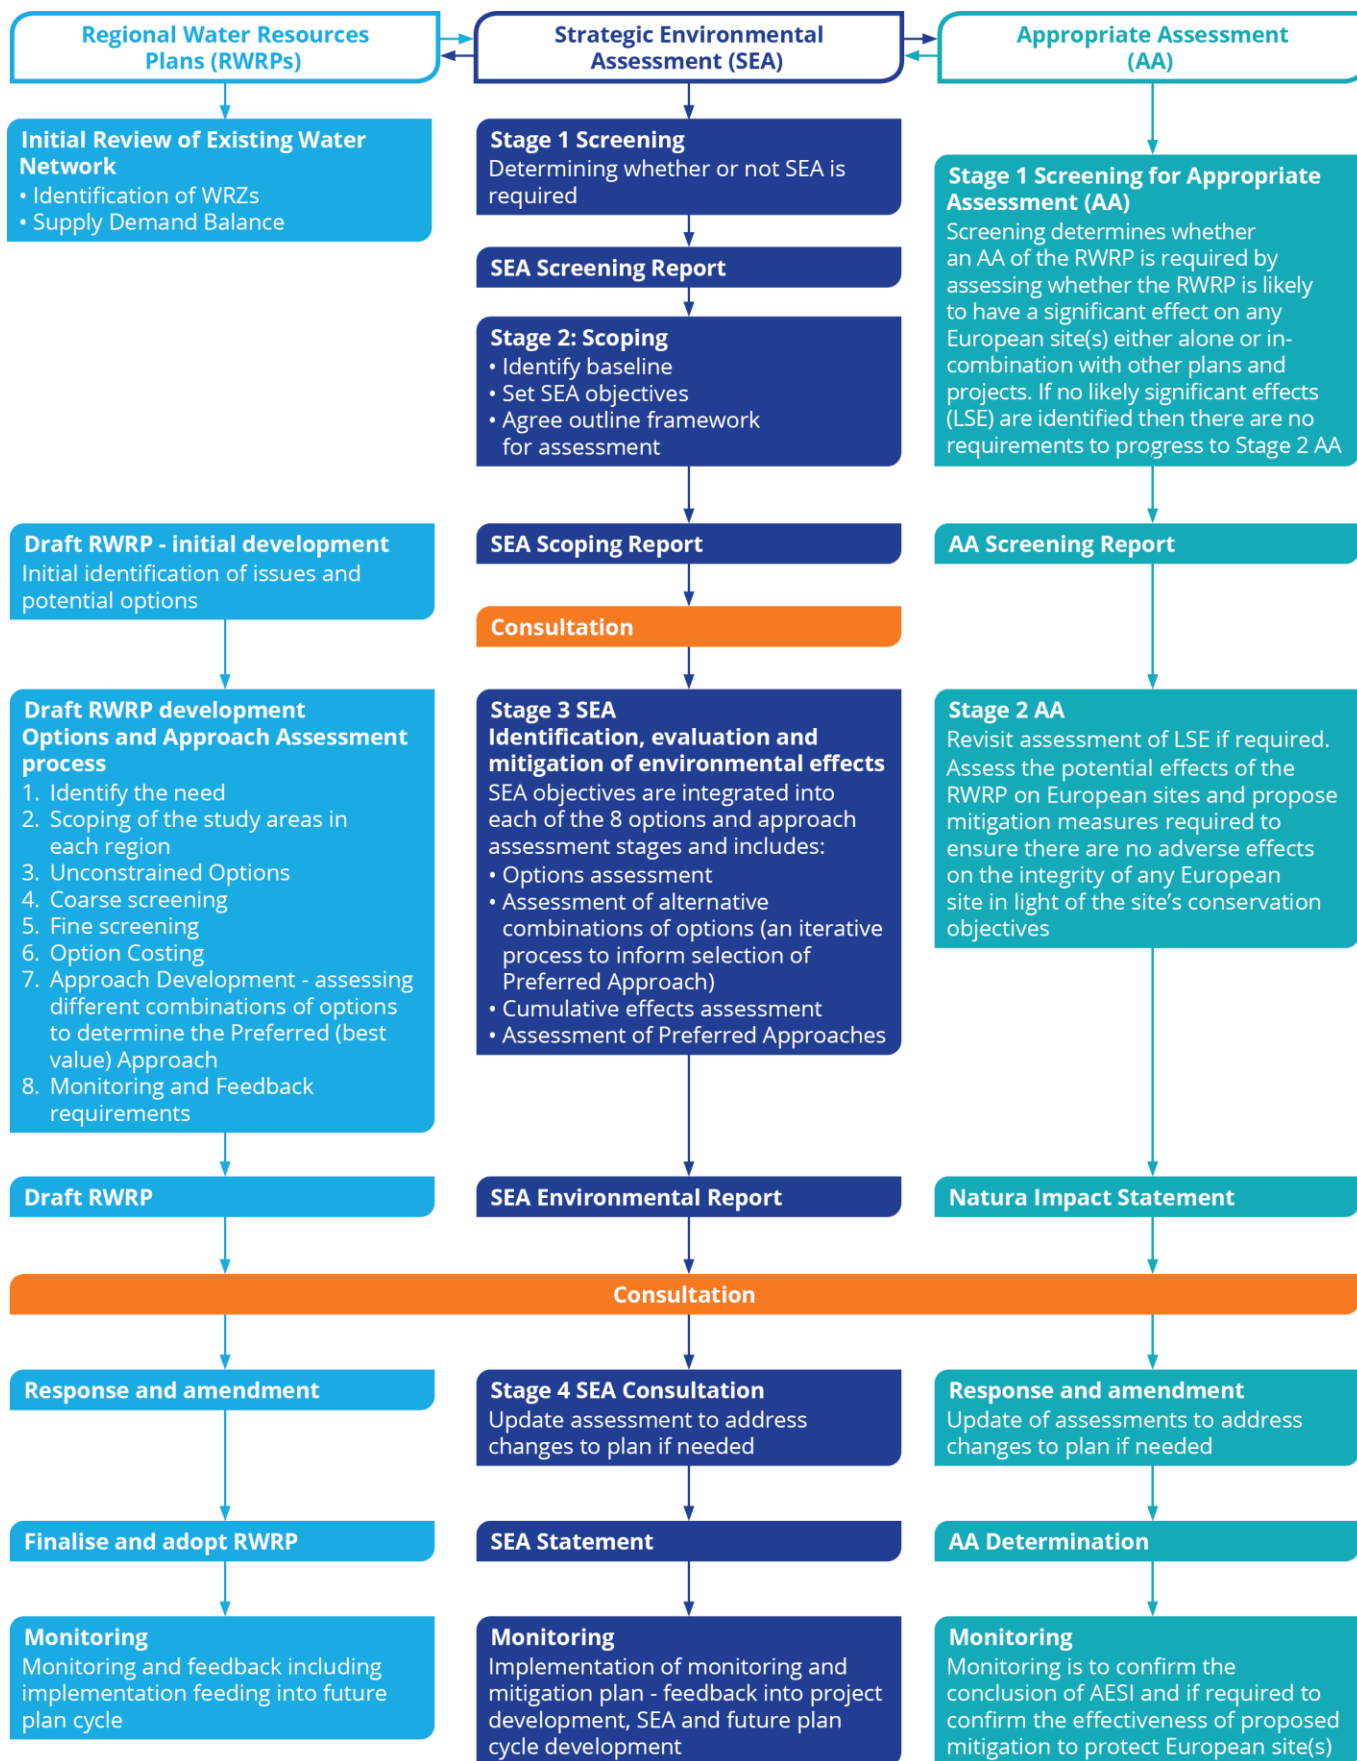 Regional Water Resources
Plans (RWRPs)
Strategic Environmental
Assessment (SEA)
Appropriate Assessment
(AA)
Initial Review of Existing Water
Network
• Identification of WRZs
• Supply Demand Balance
Stage 1 Screening
Determining whether or not SEA is
required
SEA Screening Report
Stage 2: Scoping
• Identify baseline
• Set SEA objectives
• Agree outline framework
for assessment
Stage 1 Screening for Appropriate
Assessment (AA)
Screening determines whether
an AA of the RWRP is required by
assessing whether the RWRP is likely
to have a significant effect on any
European site(s) either alone or in-
combination with other plans and
projects. If no likely significant effects
(LSE) are identified then there are no
requirements to progress to Stage 2 AA
Draft RWRP - initial development
Initial identification of issues and
potential options
SEA Scoping Report
AA Screening Report
Consultation
Draft RWRP development
Options and Approach Assessment
process
1. Identify the need
2. Scoping of the study areas in
each region
3. Unconstrained Options
4. Coarse screening
5. Fine screening
6. Option Costing
7. Approach Development - assessing
different combinations of options
to determine the Preferred (best
value) Approach
8. Monitoring and Feedback
requirements
Stage 3 SEA
Identification, evaluation and
mitigation of environmental effects
SEA objectives are integrated into
each of the 8 options and approach
assessment stages and includes:
• Options assessment
• Assessment of alternative
combinations of options (an iterative
process to inform selection of
Preferred Approach)
• Cumulative effects assessment
• Assessment of Preferred Approaches
Stage 2 AA
Revisit assessment of LSE if required.
Assess the potential effects of the
RWRP on European sites and propose
mitigation measures required to
ensure there are no adverse effects
on the integrity of any European
site in light of the site's conservation
objectives
Draft RWRP
SEA Environmental Report
Natura Impact Statement
Consultation
Response and amendment
Stage 4 SEA Consultation
Update assessment to address
changes to plan if needed
Response and amendment
Update of assessments to address
changes to plan if needed
Finalise and adopt RWRP
SEA Statement
AA Determination
Monitoring
Monitoring and feedback including
implementation feeding into future
plan cycle
Monitoring
Implementation of monitoring and
mitigation plan - feedback into project
development, SEA and future plan
cycle development
Monitoring
Monitoring is to confirm the
conclusion of AESI and if required to
confirm the effectiveness of proposed
mitigation to protect European site(s)